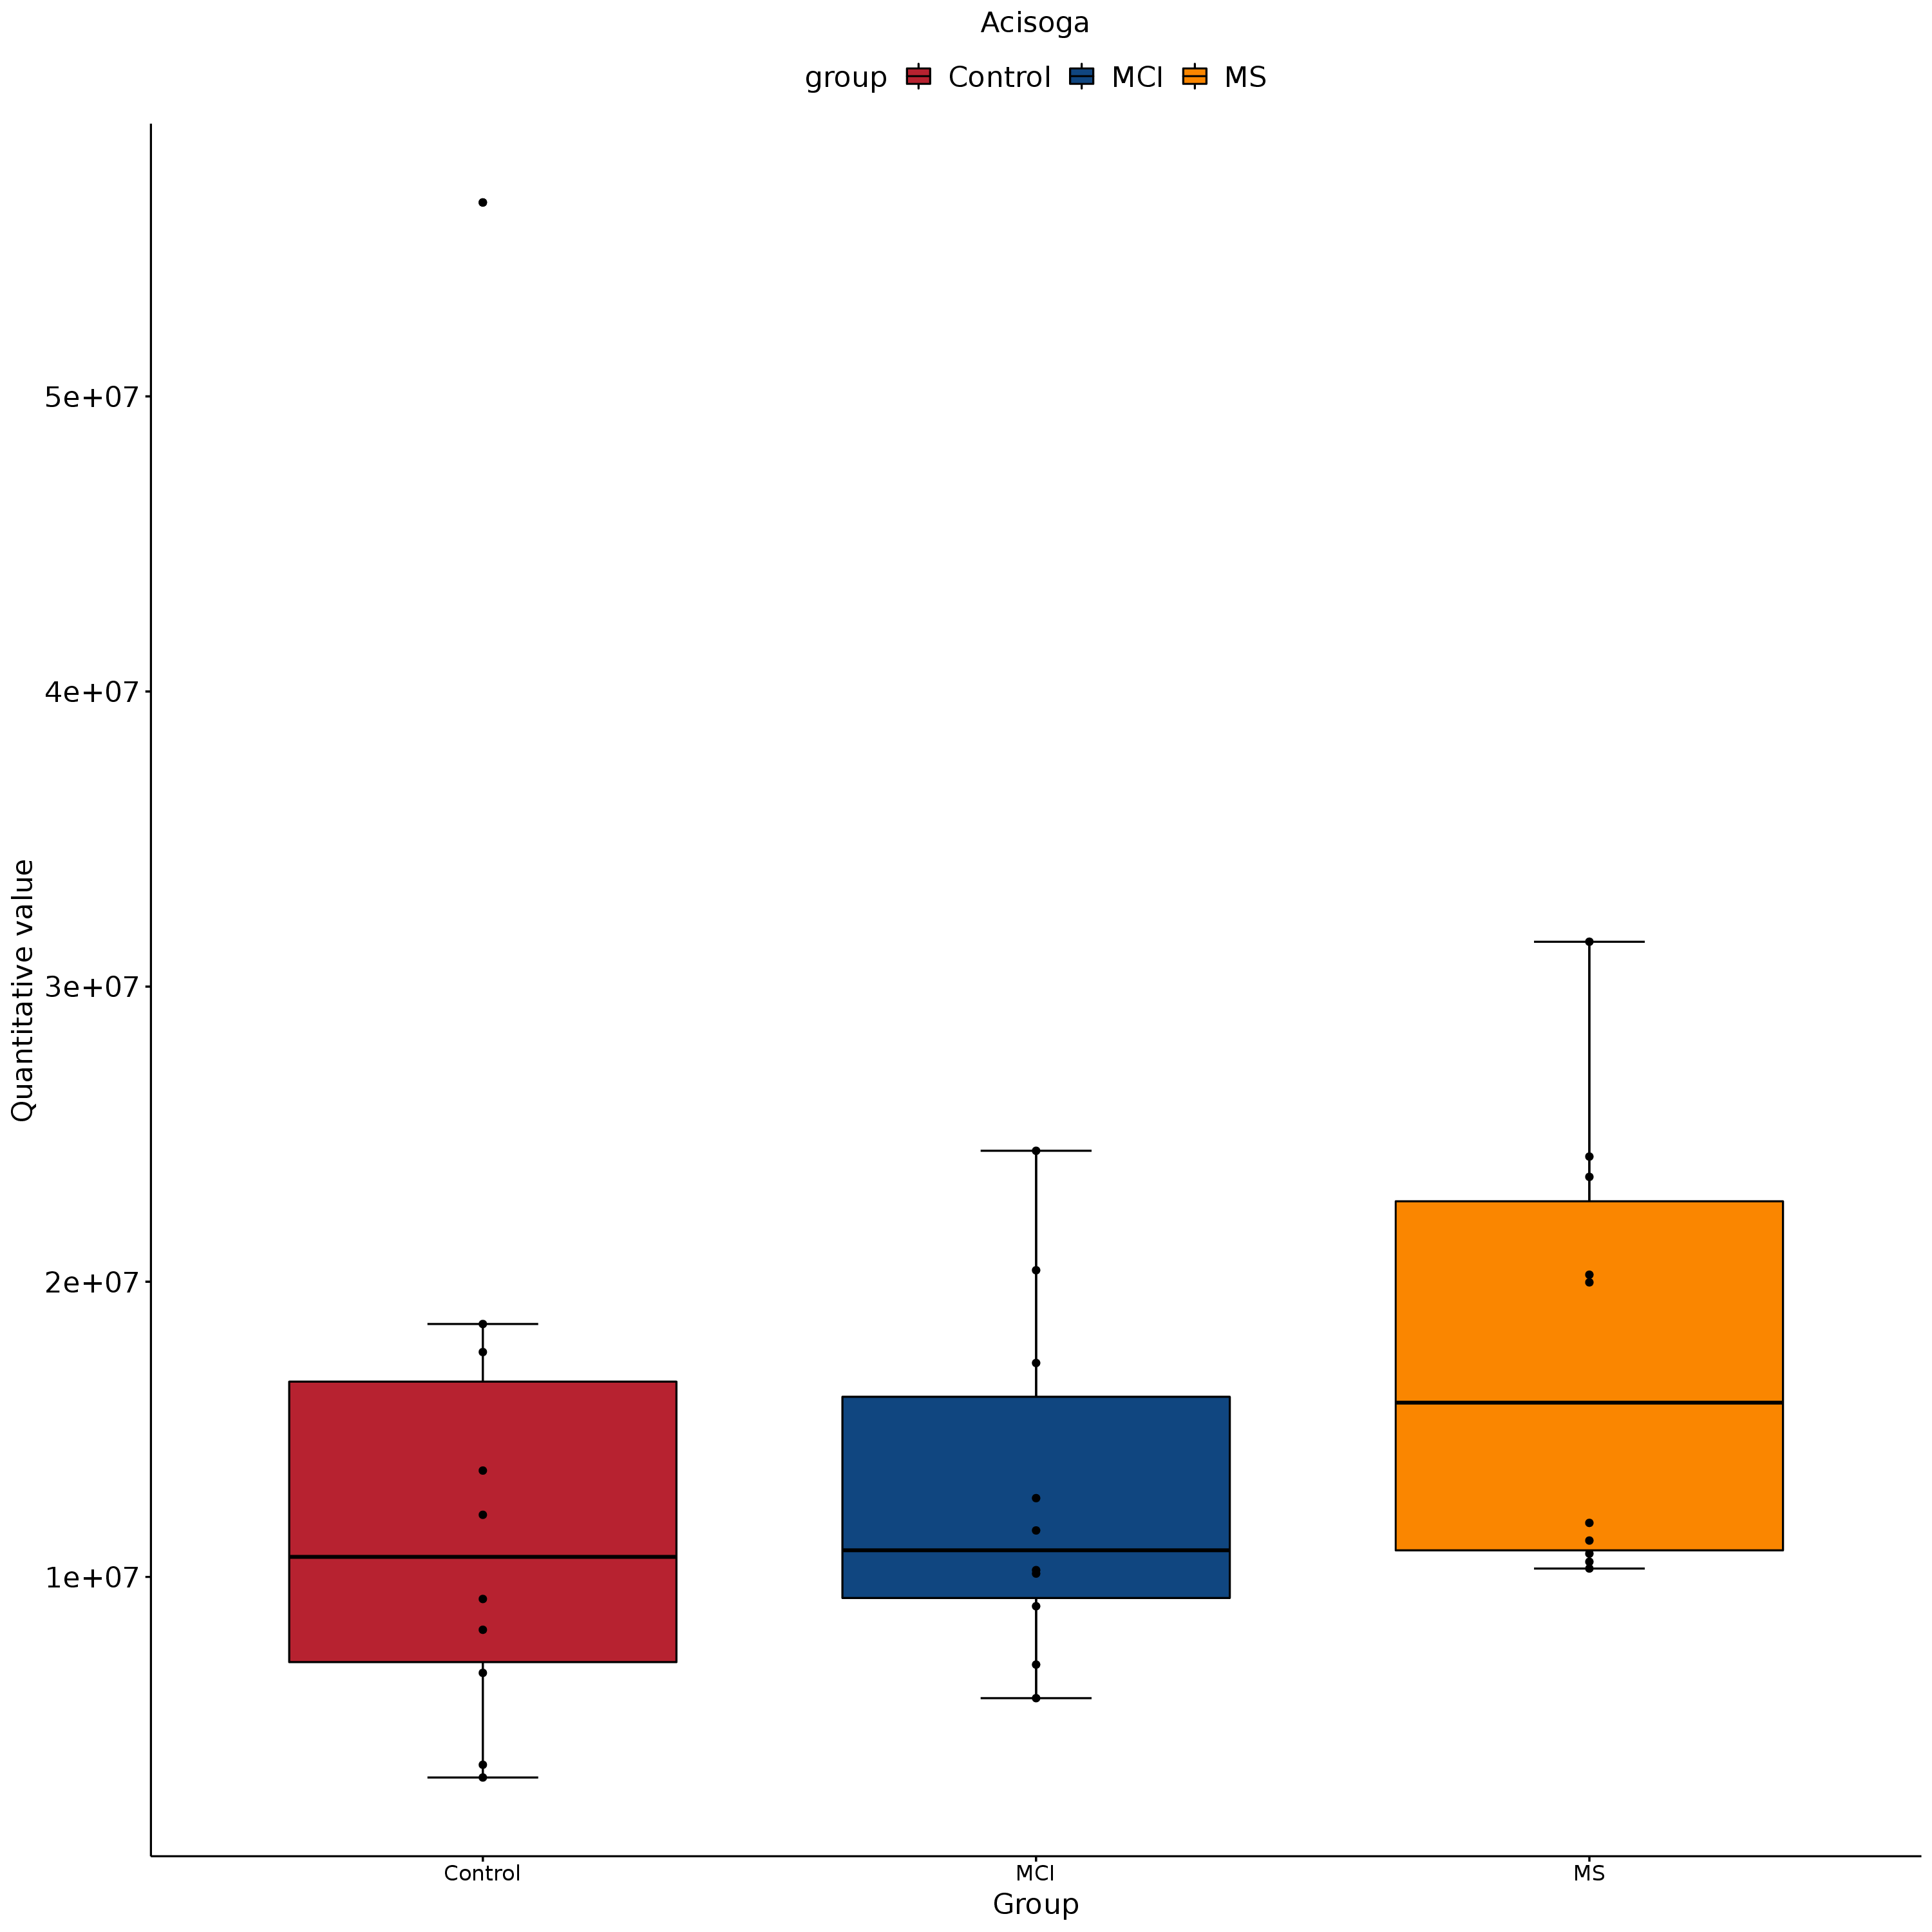 Acisoga
group Control MCI MS
Quantitative value
5e+07
4e+07
3e+07
2e+07
1e+07
Control MCI MS
Group